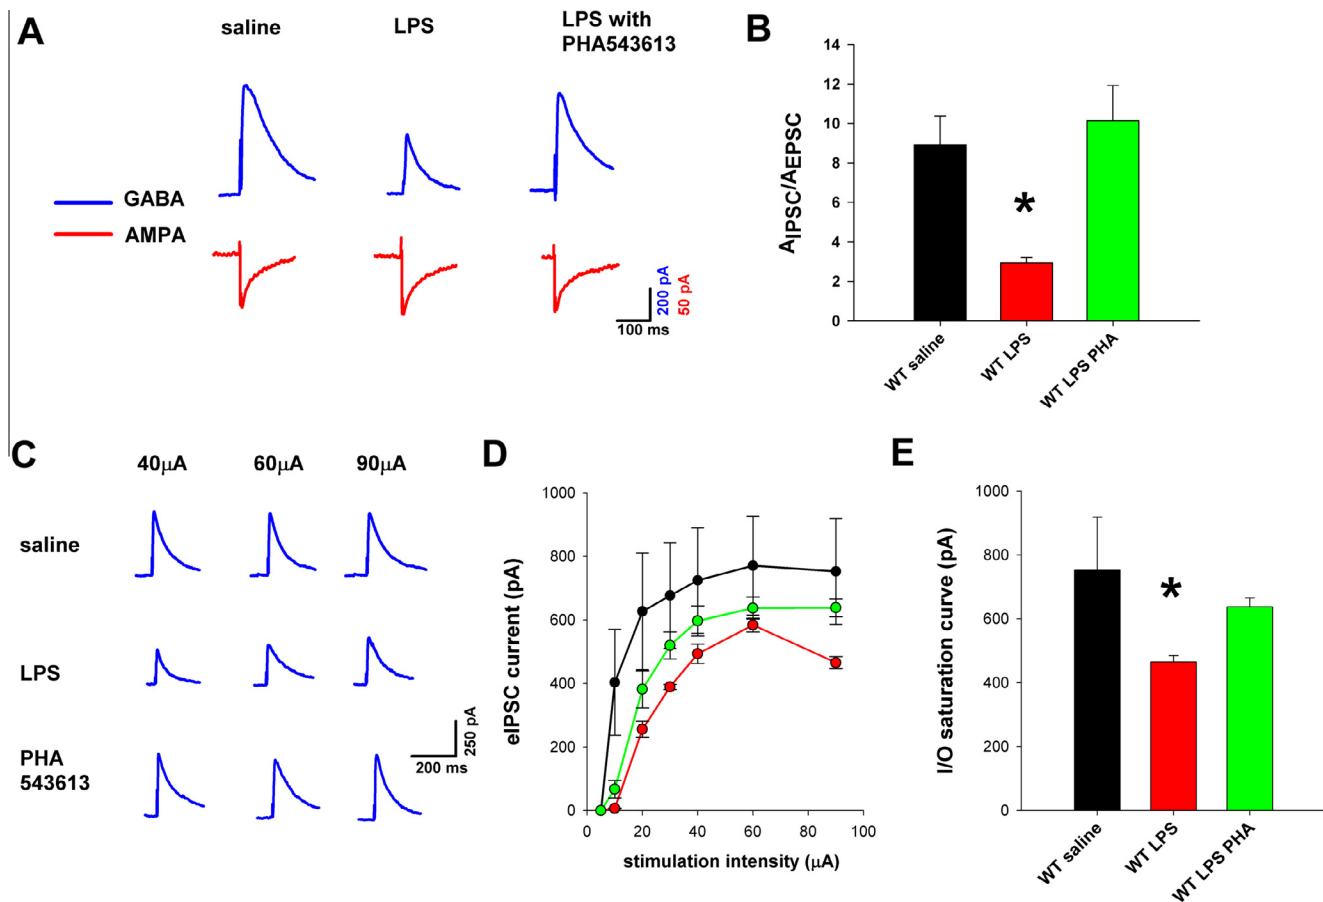 A
saline
LPS
LPS with
PHA543613
GABA
AMPA
200 pA
50 pA
100 ms
B
AIPSC/AEPSC
14
12
10
8
6
4
2
0
WT saline
WT LPS
WT LPS PHA
*
C
40μA
60μA
90μA
saline
LPS
PHA
543613
250 pA
200 ms
D
eIPSC current (pA)
1000
800
600
400
200
0
0
20
40
60
80
100
stimulation intensity (μA)
E
I/O saturation curve (pA)
1000
800
600
400
200
0
*
WT saline
WT LPS
WT LPS PHA